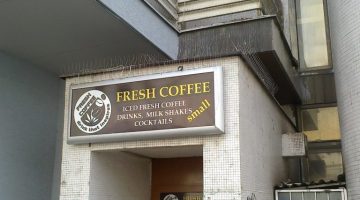 FRESH COFFEE
ICED FRESH COFFEE
DRINKS, MILK SHAKES
COCKTAILS
small